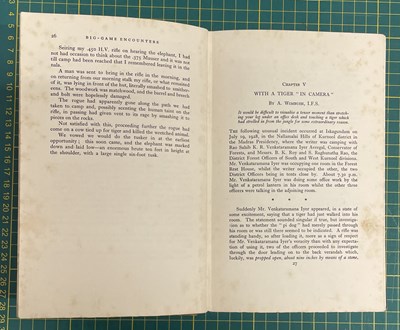 26 BIG-GAME ENCOUNTERS
Seizing my .450 H.V. rifle on hearing the elephant, I had
not had occasion to think about the .375 Mauser and it was not
till camp had been reached that I remembered leaving it in the
tula.
A man was sent to bring in the rifle in the morning, and
on returning from our morning stalk my rifle, or what remained
of it, was lying in front of the hut, literally smashed to smither-
eens. The woodwork was matchwood, and the barrel and breech
and bolt were hopelessly damaged.
The rogue had apparently gone along the path we had
taken to camp and, possibly scenting the human taint on the
rifle, in passing had given vent to its rage by smashing it to
pieces on the rocks.
Not satisfied with this, proceeding further the rogue had
come on a cow tied up for tiger and killed the wretched animal.
We vowed we would do the tusker in at the earliest
opportunity; this soon came, and the elephant was marked
down and laid low—an enormous brute ten feet in height at
the shoulder, with a large single six-foot tusk.
CHAPTER V
WITH A TIGER "IN CAMERA"
By A. WIMBUSH, I.F.S.
It would be difficult to visualise a tenser moment than stretch-
ing your leg under an office desk and touching a tiger which
had strolled in from the jungle for some extraordinary reason.
THE following unusual incident occurred at Iskagundam on
July 19, 1928, in the Nallamalai Hills of Kurnool district in
the Madras Presidency, where the writer was camping with
Rao Sahib K. R. Venkataramana Iyer Avergal, Conservator of
Forests, and Messrs. B. K. Roy and S. Raghunatha Rao, the
District Forest Officers of South and West Kurnool divisions.
Mr. Venkataramana Iyer was occupying one room in the Forest
Rest House, whilst the writer occupied the other, the two
District Officers being in tents close by. About 7.30 p.m.
Mr. Venkataramana Iyer was doing some office work by the
light of a petrol lantern in his room whilst the other three
officers were talking in the adjoining room.
* * *
Suddenly Mr. Venkataramana Iyer appeared, in a state of
some excitement, saying that a tiger had just walked into his
room. The statement sounded singular if true, but investiga-
tion as to whether the "pi dog" had merely passed through
his room or was still there seemed to be indicated. A rifle was
standing handy, so after loading it, more as a sign of respect
for Mr. Venkataramana Iyer's veracity than with any expecta-
tion of using it, two of the officers proceeded to investigate
through the door leading on to the back verandah which,
luckily, was propped open, about nine inches by means of a stone.
27